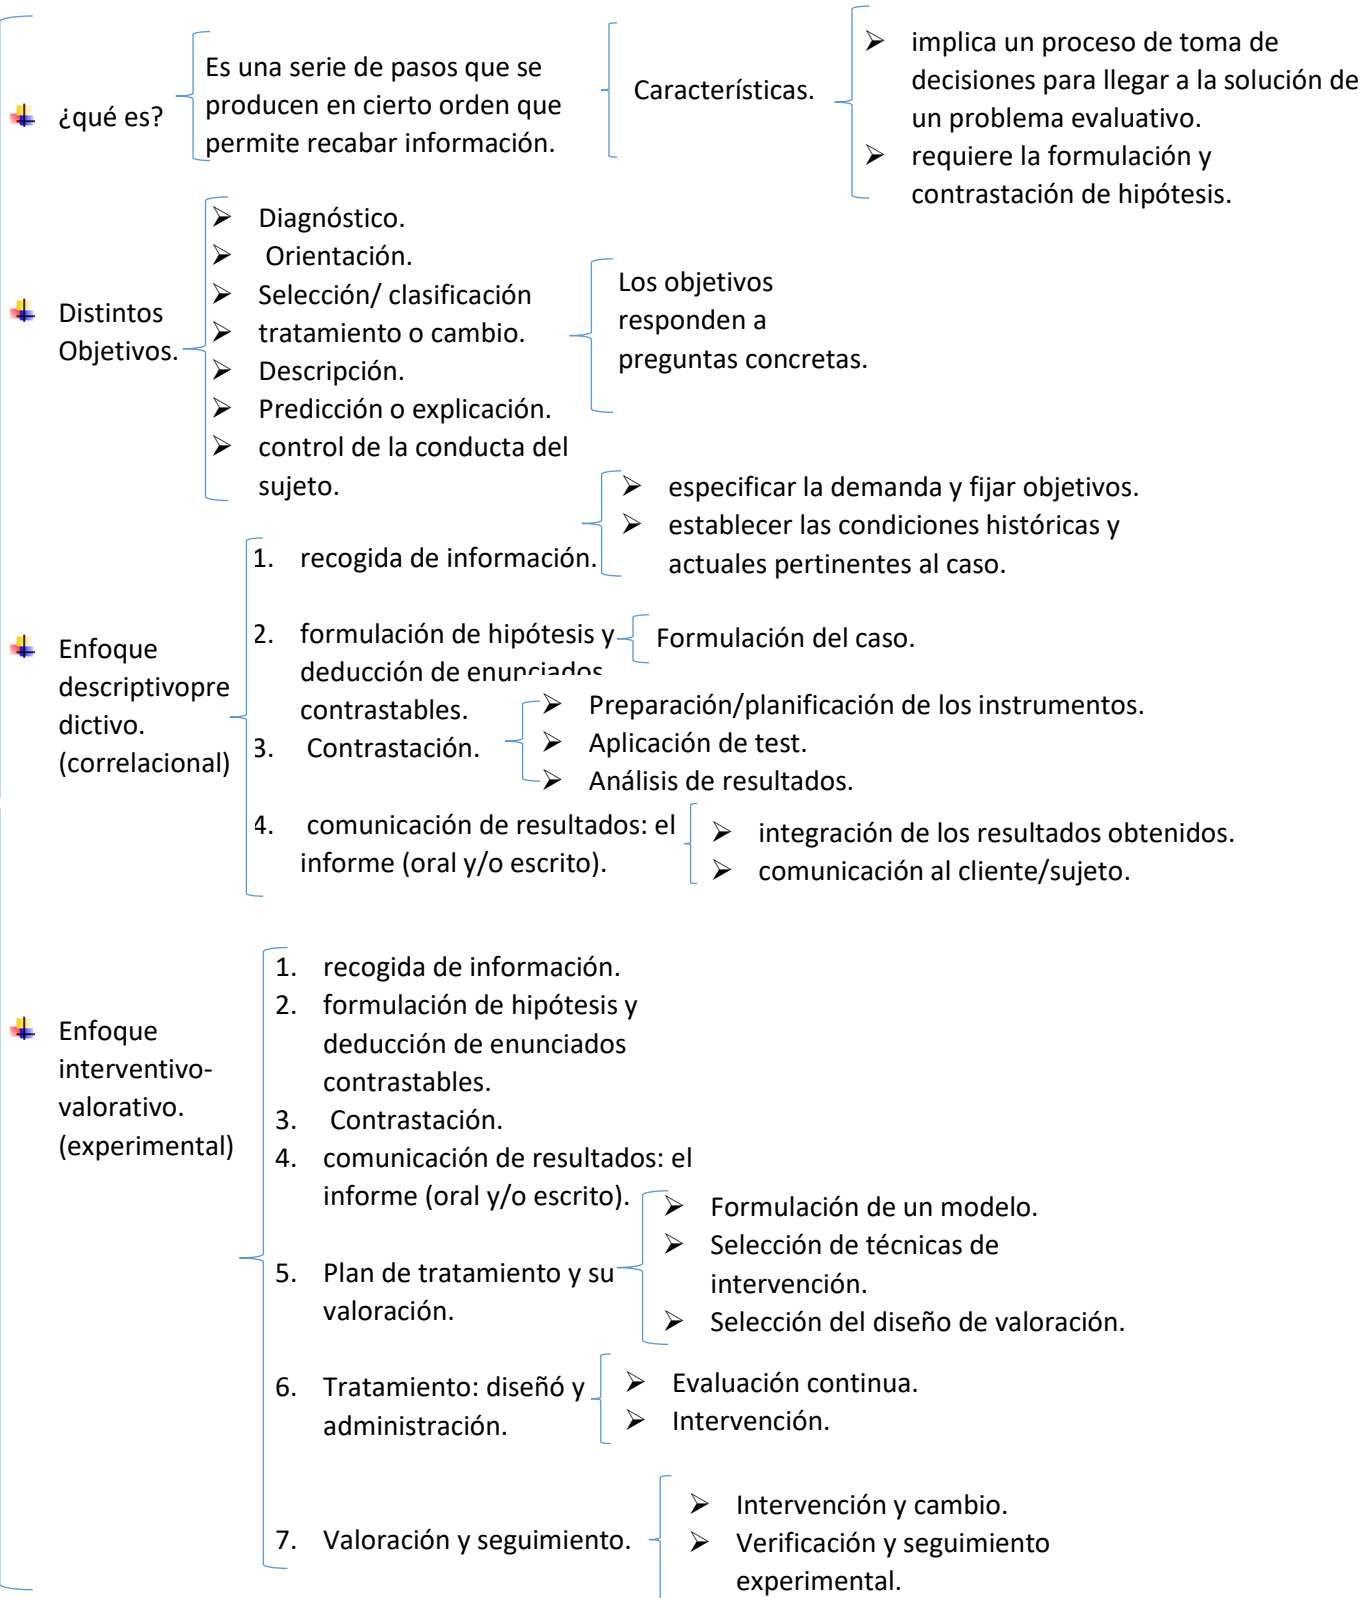 ¿qué es?
Es una serie de pasos que se
producen en cierto orden que
permite recabar información.
Características.
➢ implica un proceso de toma de
decisiones para llegar a la solución de
un problema evaluativo.
➢ requiere la formulación y
contrastación de hipótesis.
Distintos
Objetivos.
➢ Diagnóstico.
➢ Orientación.
➢ Selección/ clasificación
➢ tratamiento o cambio.
➢ Descripción.
➢ Predicción o explicación.
➢ control de la conducta del
sujeto.
Los objetivos
responden a
preguntas concretas.
Enfoque
descriptivopre
dictivo.
(correlacional)
1. recogida de información.
➢ especificar la demanda y fijar objetivos.
➢ establecer las condiciones históricas y
actuales pertinentes al caso.
2. formulación de hipótesis y
deducción de enunciados
contrastables.
Formulación del caso.
3. Contrastación.
➢ Preparación/planificación de los instrumentos.
➢ Aplicación de test.
➢ Análisis de resultados.
4. comunicación de resultados: el
informe (oral y/o escrito).
➢ integración de los resultados obtenidos.
➢ comunicación al cliente/sujeto.
Enfoque
interventivo-
valorativo.
(experimental)
1. recogida de información.
2. formulación de hipótesis y
deducción de enunciados
contrastables.
3. Contrastación.
4. comunicación de resultados: el
informe (oral y/o escrito).
5. Plan de tratamiento y su
valoración.
➢ Formulación de un modelo.
➢ Selección de técnicas de
intervención.
➢ Selección del diseño de valoración.
6. Tratamiento: diseñó y
administración.
➢ Evaluación continua.
➢ Intervención.
7. Valoración y seguimiento.
➢ Intervención y cambio.
➢ Verificación y seguimiento
experimental.